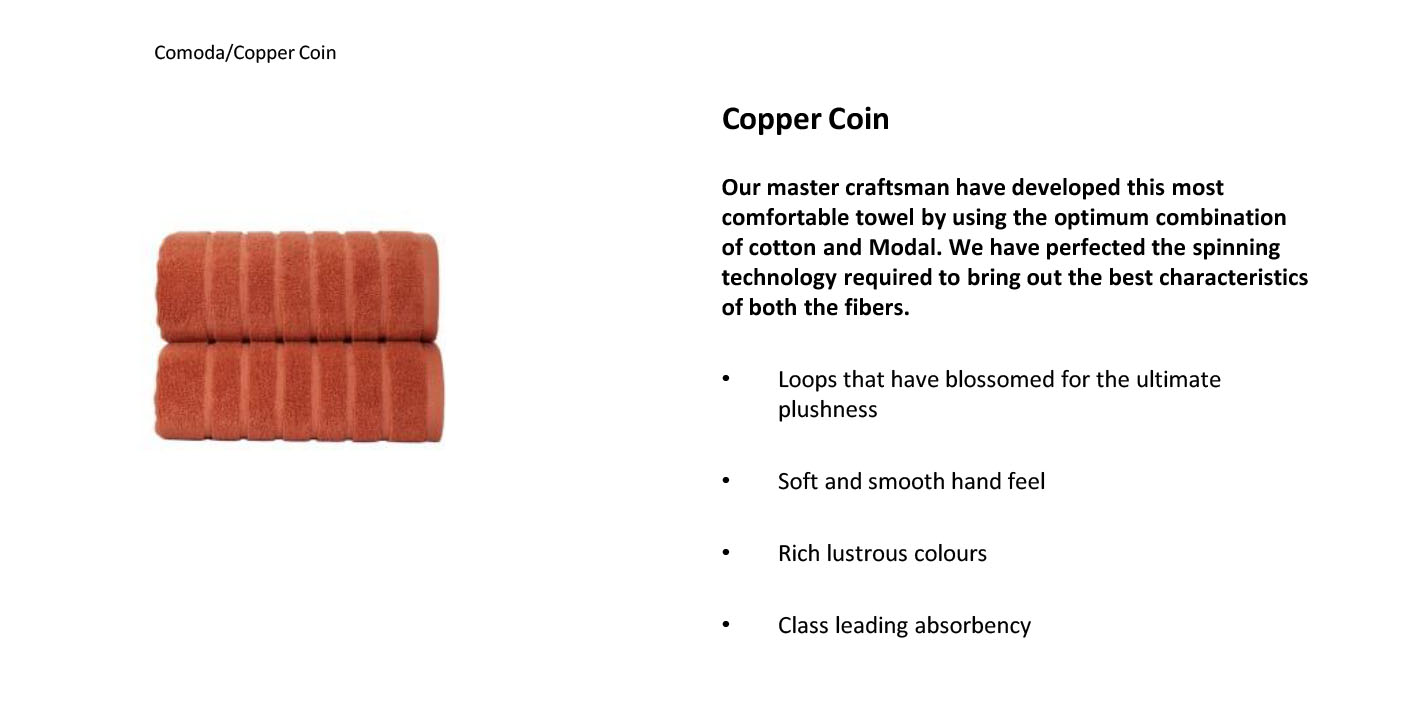 Comoda/Copper Coin
Copper Coin
Our master craftsman have developed this most
comfortable towel by using the optimum combination
of cotton and Modal. We have perfected the spinning
technology required to bring out the best characteristics
of both the fibers.
• Loops that have blossomed for the ultimate
plushness
• Soft and smooth hand feel
• Rich lustrous colours
• Class leading absorbency